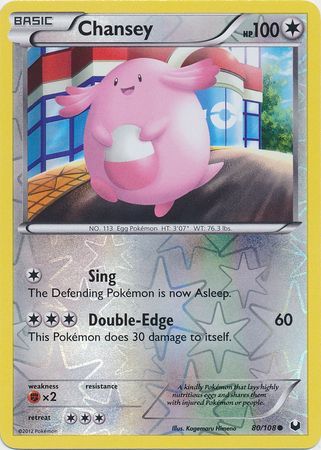 BASIC
Chansey
HP100
NO. 113 Egg Pokémon HT: 3'07" WT: 76.3 lbs.
Sing
The Defending Pokémon is now Asleep.
Double-Edge 60
This Pokémon does 30 damage to itself.
weakness resistance
×2
retreat
A kindly Pokémon that lays highly
nutritious eggs and shares them
with injured Pokémon or people.
©2012 Pokémon
Illus. Kagemaru Himeno
80/108